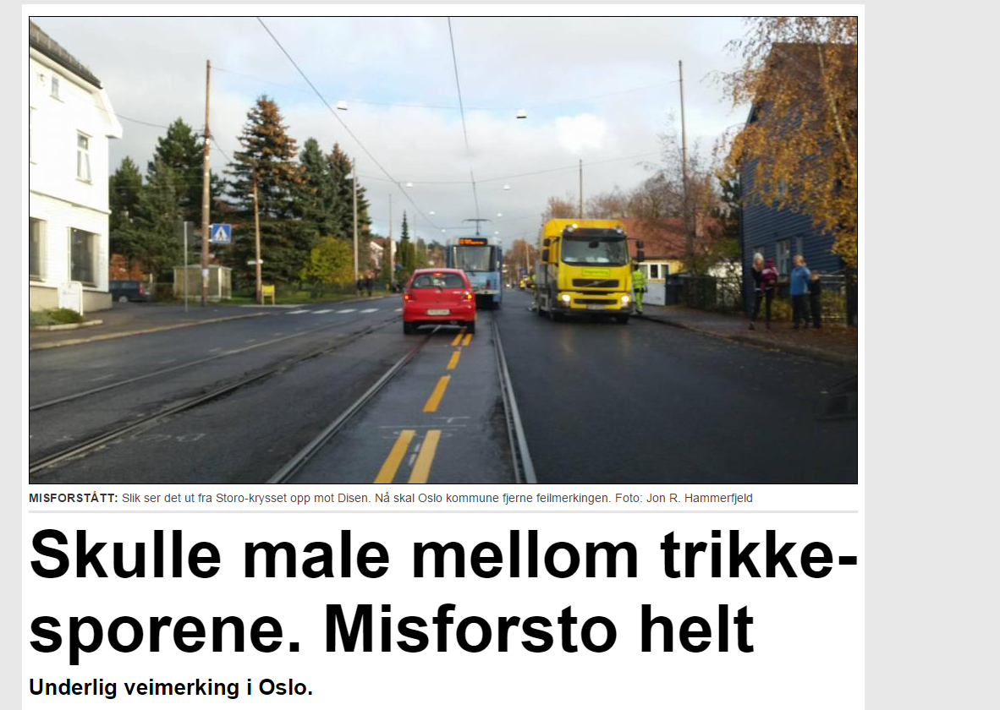 MISFORSTÅTT: Slik ser det ut fra Storo-krysset opp mot Disen. Nå skal Oslo kommune fjerne feilmerkingen. Foto: Jon R. Hammerfjeld
Skulle male mellom trikke-
sporene. Misforsto helt
Underlig veimerking i Oslo.